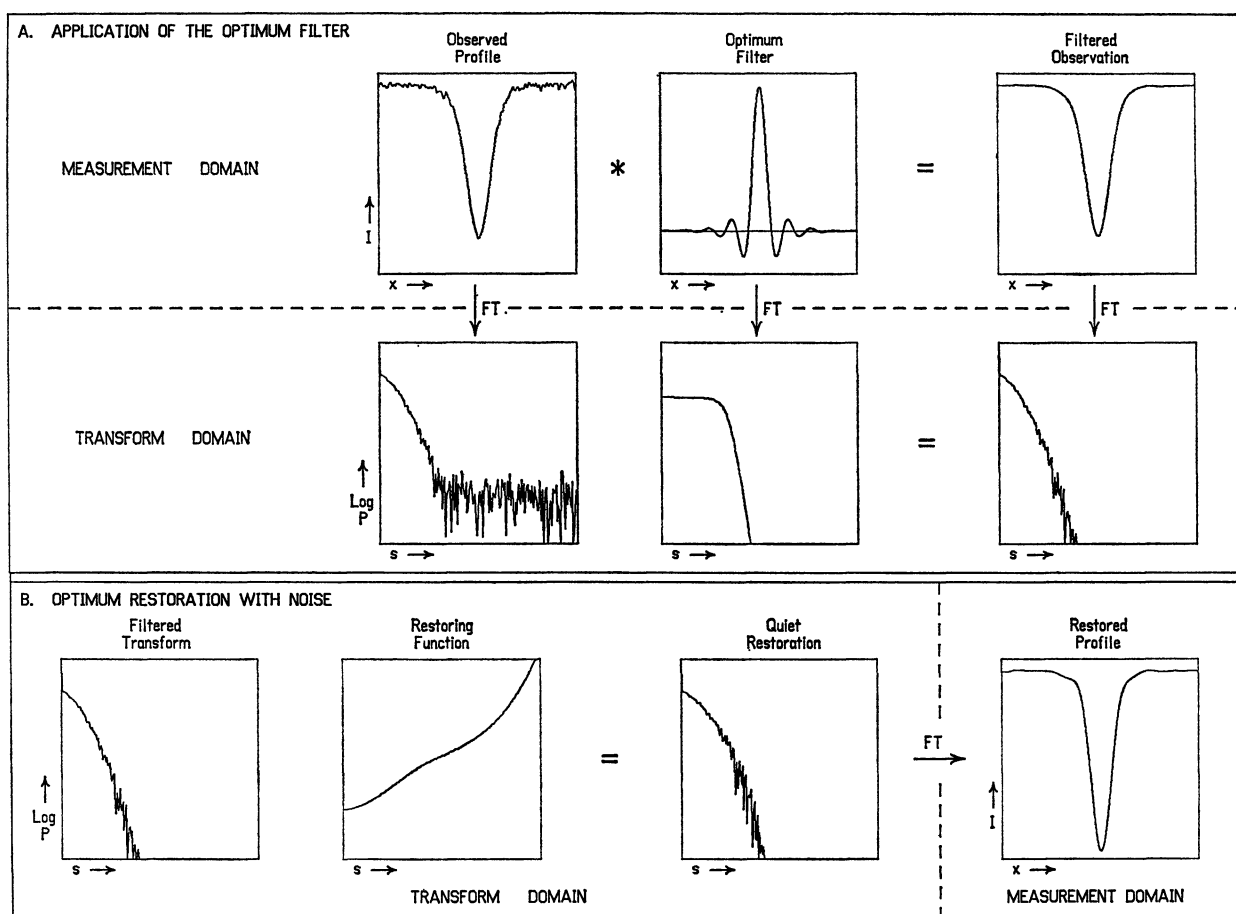 A. APPLICATION OF THE OPTIMUM FILTER
Observed
Profile
Optimum
Filter
Filtered
Observation
MEASUREMENT DOMAIN
*
=
↑
I
x →
x →
x →
FT
FT
FT
TRANSFORM DOMAIN
=
↑
Log
P
s →
s →
s →
B. OPTIMUM RESTORATION WITH NOISE
Filtered
Transform
Restoring
Function
Quiet
Restoration
Restored
Profile
=
FT
→
↑
Log
P
↑
I
s →
s →
s →
x →
TRANSFORM DOMAIN
MEASUREMENT DOMAIN